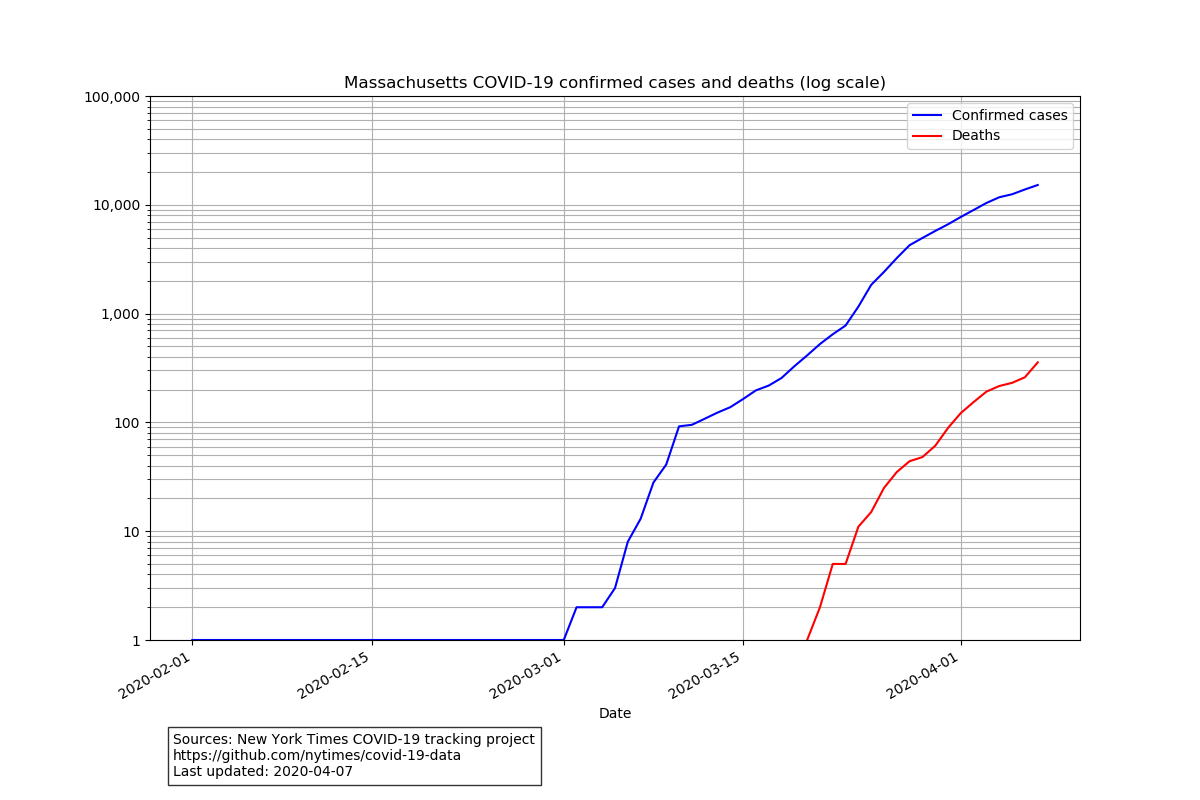 Massachusetts COVID-19 confirmed cases and deaths (log scale)
100,000
10,000
1,000
100
10
1
Confirmed cases
Deaths
2020-02-01
2020-02-15
2020-03-01
2020-03-15
2020-04-01
Date
Sources: New York Times COVID-19 tracking project
https://github.com/nytimes/covid-19-data
Last updated: 2020-04-07